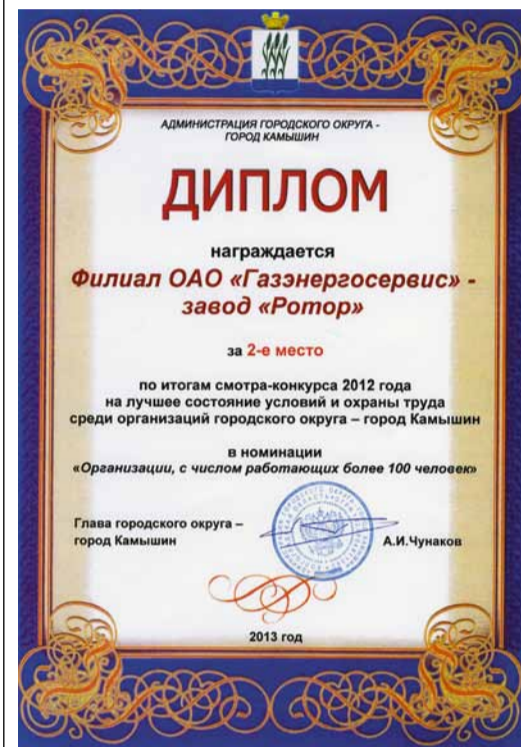 АДМИНИСТРАЦИЯ ГОРОДСКОГО ОКРУГА -
ГОРОД КАМЫШИН
ДИПЛОМ
награждается
Филиал ОАО «Газэнергосервис» -
завод «Ротор»
за 2-е место
по итогам смотра-конкурса 2012 года
на лучшее состояние условий и охраны труда
среди организаций городского округа – город Камышин
в номинации
«Организации, с числом работающих более 100 человек»
Глава городского округа –
город Камышин
А.И.Чунаков
2013 год